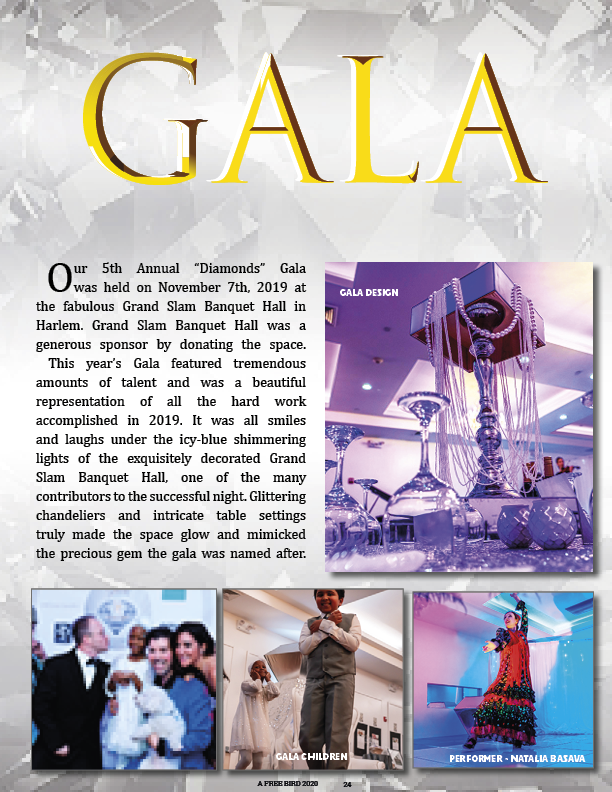 GALA
Our 5th Annual “Diamonds” Gala
was held on November 7th, 2019 at
the fabulous Grand Slam Banquet Hall in
Harlem. Grand Slam Banquet Hall was a
generous sponsor by donating the space.
This year’s Gala featured tremendous
amounts of talent and was a beautiful
representation of all the hard work
accomplished in 2019. It was all smiles
and laughs under the icy-blue shimmering
lights of the exquisitely decorated Grand
Slam Banquet Hall, one of the many
contributors to the successful night. Glittering
chandeliers and intricate table settings
truly made the space glow and mimicked
the precious gem the gala was named after.
GALA DESIGN
GALA CHILDREN
PERFORMER - NATALIA BASAVA
A FREE BIRD 2020 24